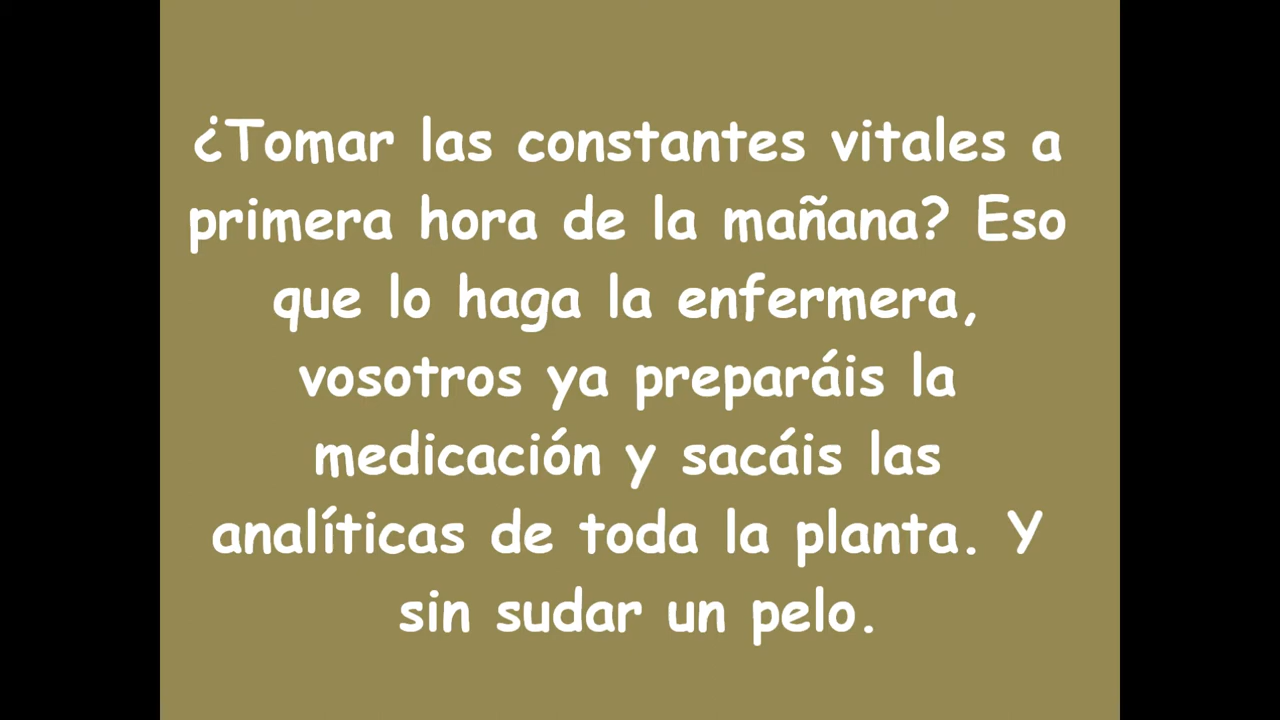 ¿Tomar las constantes vitales a
primera hora de la mañana? Eso
que lo haga la enfermera,
vosotros ya preparáis la
medicación y sacáis las
analíticas de toda la planta. Y
sin sudar un pelo.